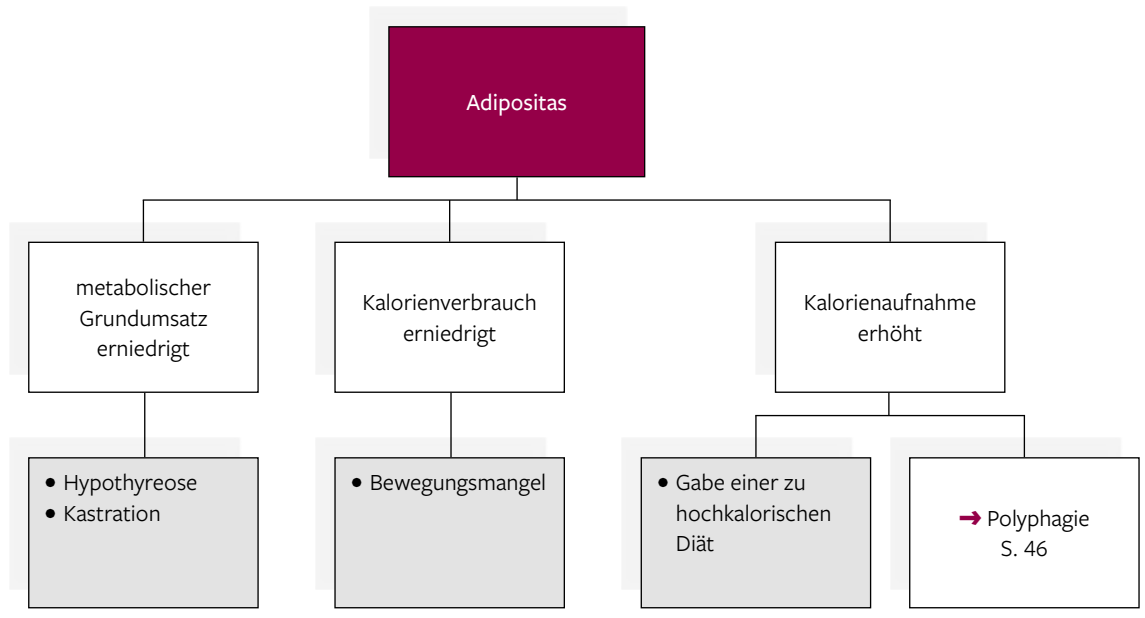 Adipositas
metabolischer
Grundumsatz
erniedrigt
Kalorienverbrauch
erniedrigt
Kalorienaufnahme
erhöht
• Hypothyreose
• Kastration
• Bewegungsmangel
• Gabe einer zu
hochkalorischen
Diät
➞ Polyphagie
S. 46